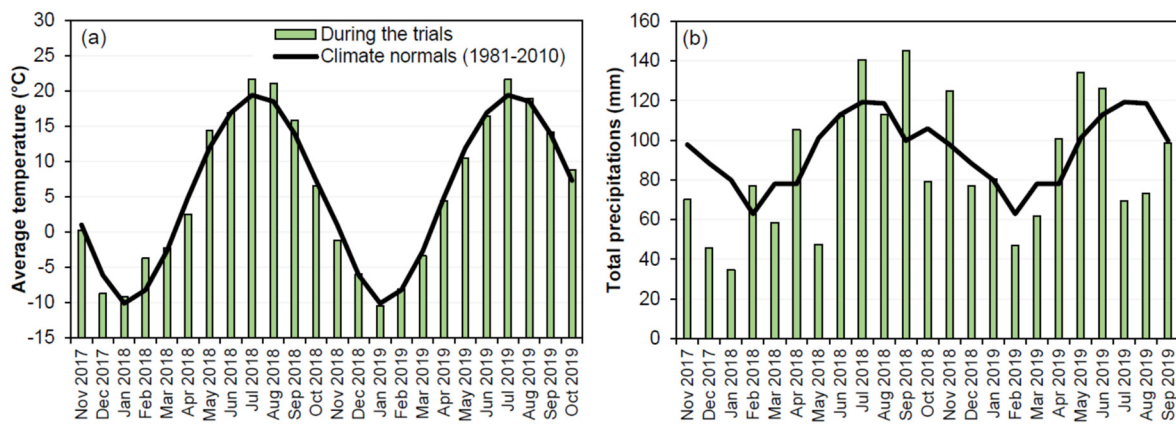 (a)
During the trials
Climate normals (1981-2010)
Average temperature (°C)
30
25
20
15
10
5
0
-5
-10
-15
Nov 2017
Dec 2017
Jan 2018
Feb 2018
Mar 2018
Apr 2018
May 2018
Jun 2018
Jul 2018
Aug 2018
Sep 2018
Oct 2018
Nov 2018
Dec 2018
Jan 2019
Feb 2019
Mar 2019
Apr 2019
May 2019
Jun 2019
Jul 2019
Aug 2019
Sep 2019
Oct 2019
(b)
Total precipitations (mm)
160
140
120
100
80
60
40
20
0
Nov 2017
Dec 2017
Jan 2018
Feb 2018
Mar 2018
Apr 2018
May 2018
Jun 2018
Jul 2018
Aug 2018
Sep 2018
Oct 2018
Nov 2018
Dec 2018
Jan 2019
Feb 2019
Mar 2019
Apr 2019
May 2019
Jun 2019
Jul 2019
Aug 2019
Sep 2019